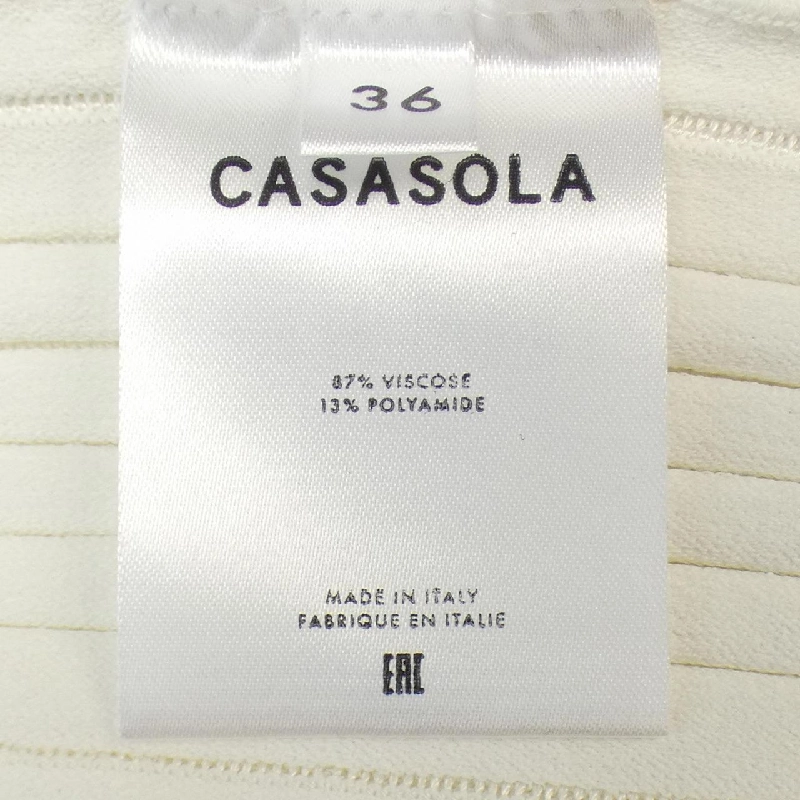 36
CASASOLA
87% VISCOSE
13% POLYAMIDE
MADE IN ITALY
FABRIQUE EN ITALIE
EAC